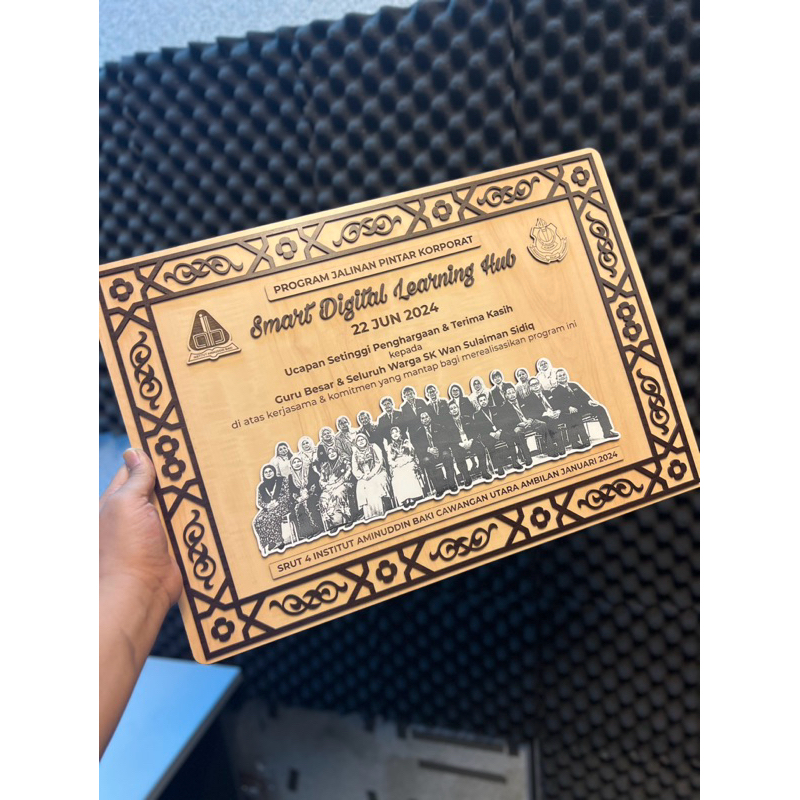 PROGRAM JALINAN PINTAR KORPORAT
Smart Digital Learning Hub
22 JUN 2024
Ucapan Setinggi Penghargaan & Terima Kasih
kepada
Guru Besar & Seluruh Warga SK Wan Sulaiman Sidiq
di atas kerjasama & komitmen yang mantap bagi merealisasikan program ini
SRUT 4 INSTITUT AMINUDDIN BAKI CAWANGAN UTARA AMBILAN JANUARI 2024